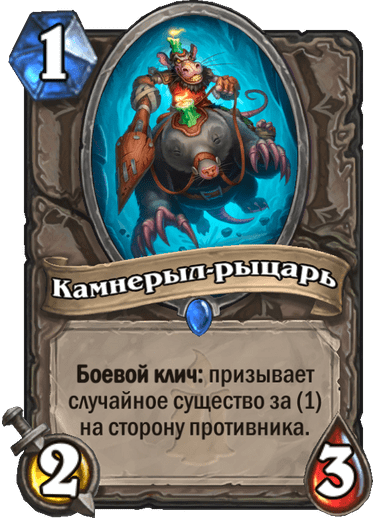 1
Камнерыл-рыцарь
Боевой клич: призывает
случайное существо за (1)
на сторону противника.
2
3